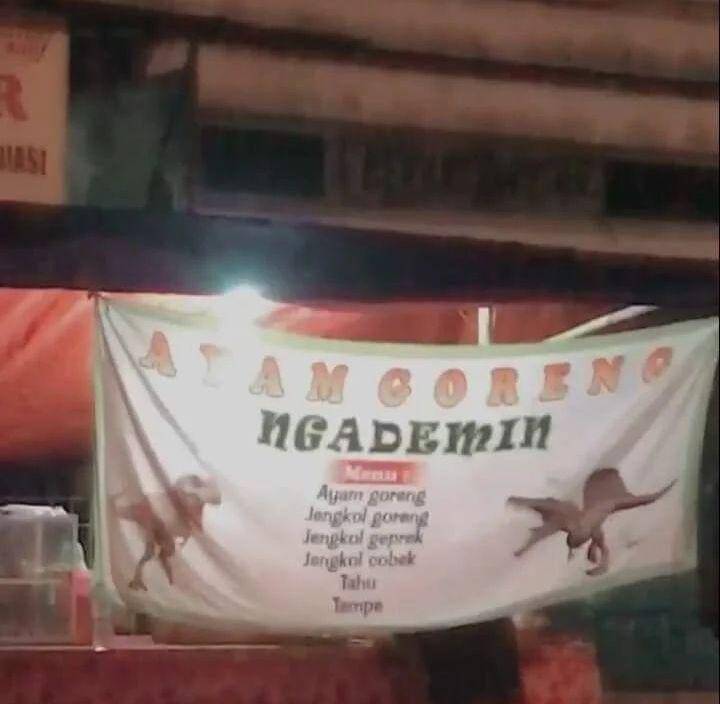 R
AYAM GORENG
NGADEMIN
Menu :
Ayam goreng
Jengkol goreng
Jengkol geprek
Jengkol cobek
Tahu
Tempe